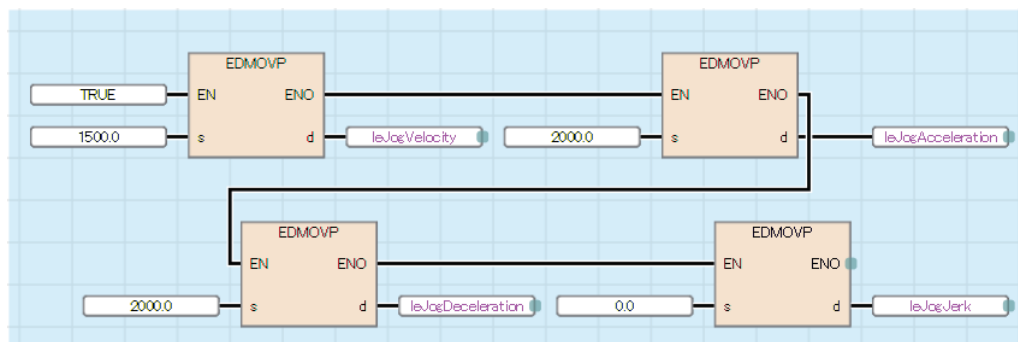 EDMOVP EDMOVP
TRUE EN ENO EN ENO
1500.0 s d leJogVelocity 2000.0 s d leJogAcceleration
EDMOVP EDMOVP
EN ENO EN ENO
2000.0 s d leJogDeceleration 0.0 s d leJogJerk